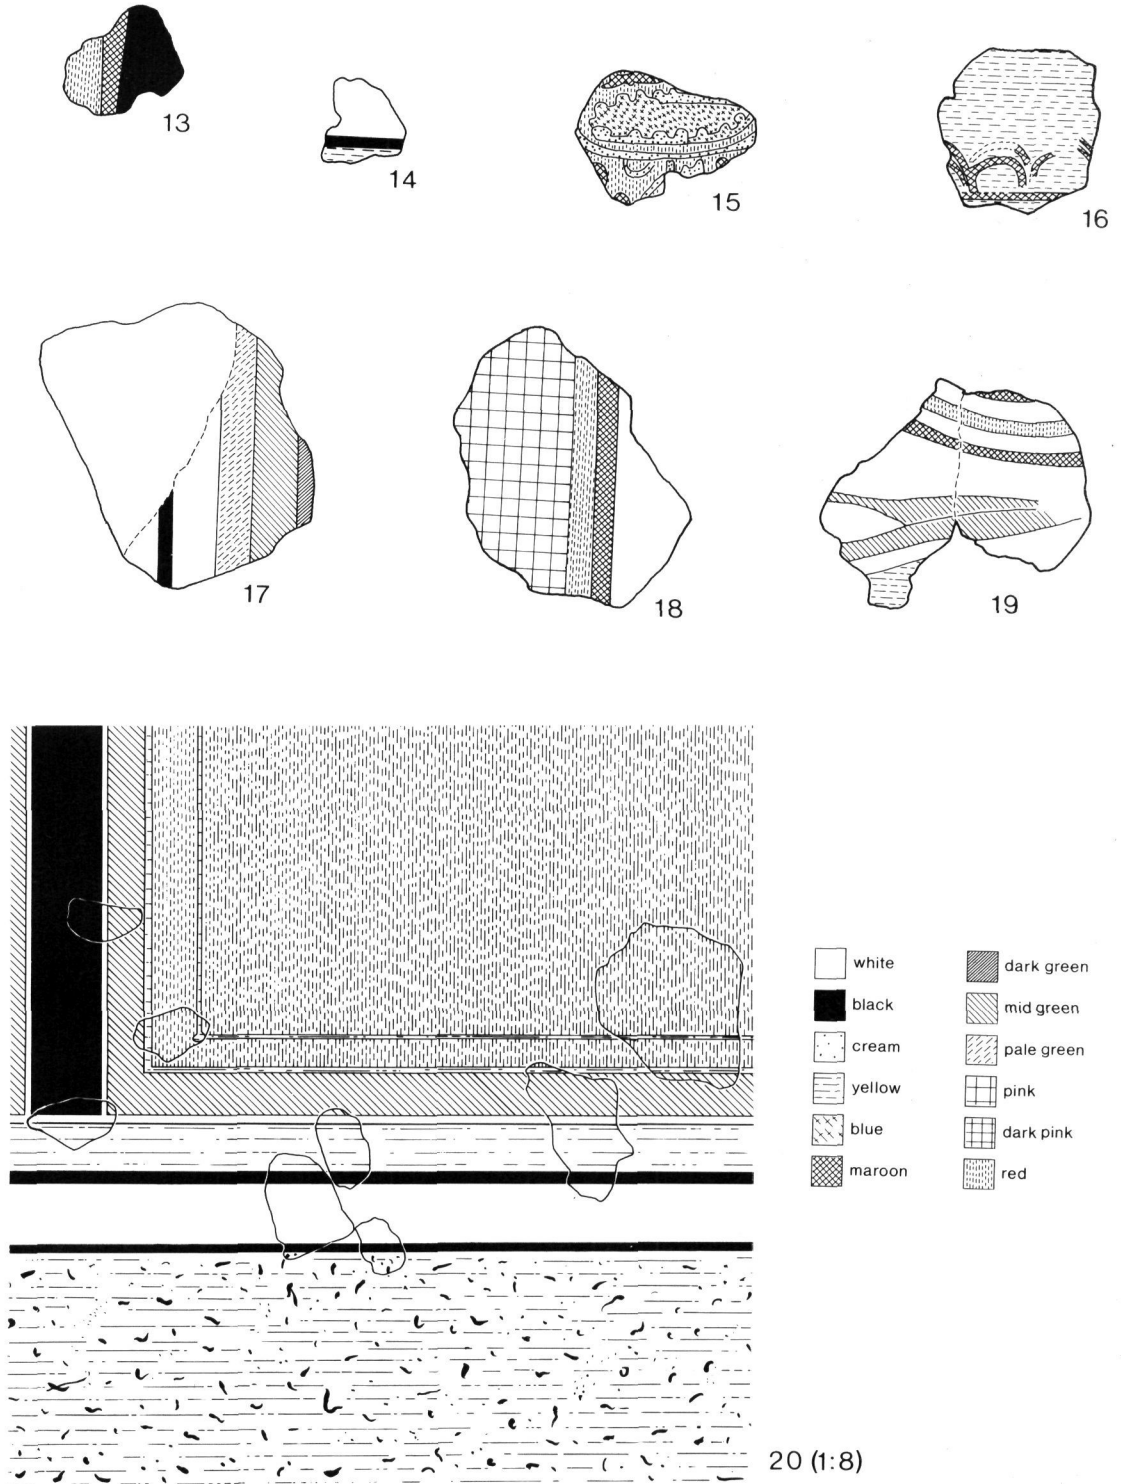 13
14
15
16
17
18
19
white
black
cream
yellow
blue
maroon
dark green
mid green
pale green
pink
dark pink
red
20 (1:8)